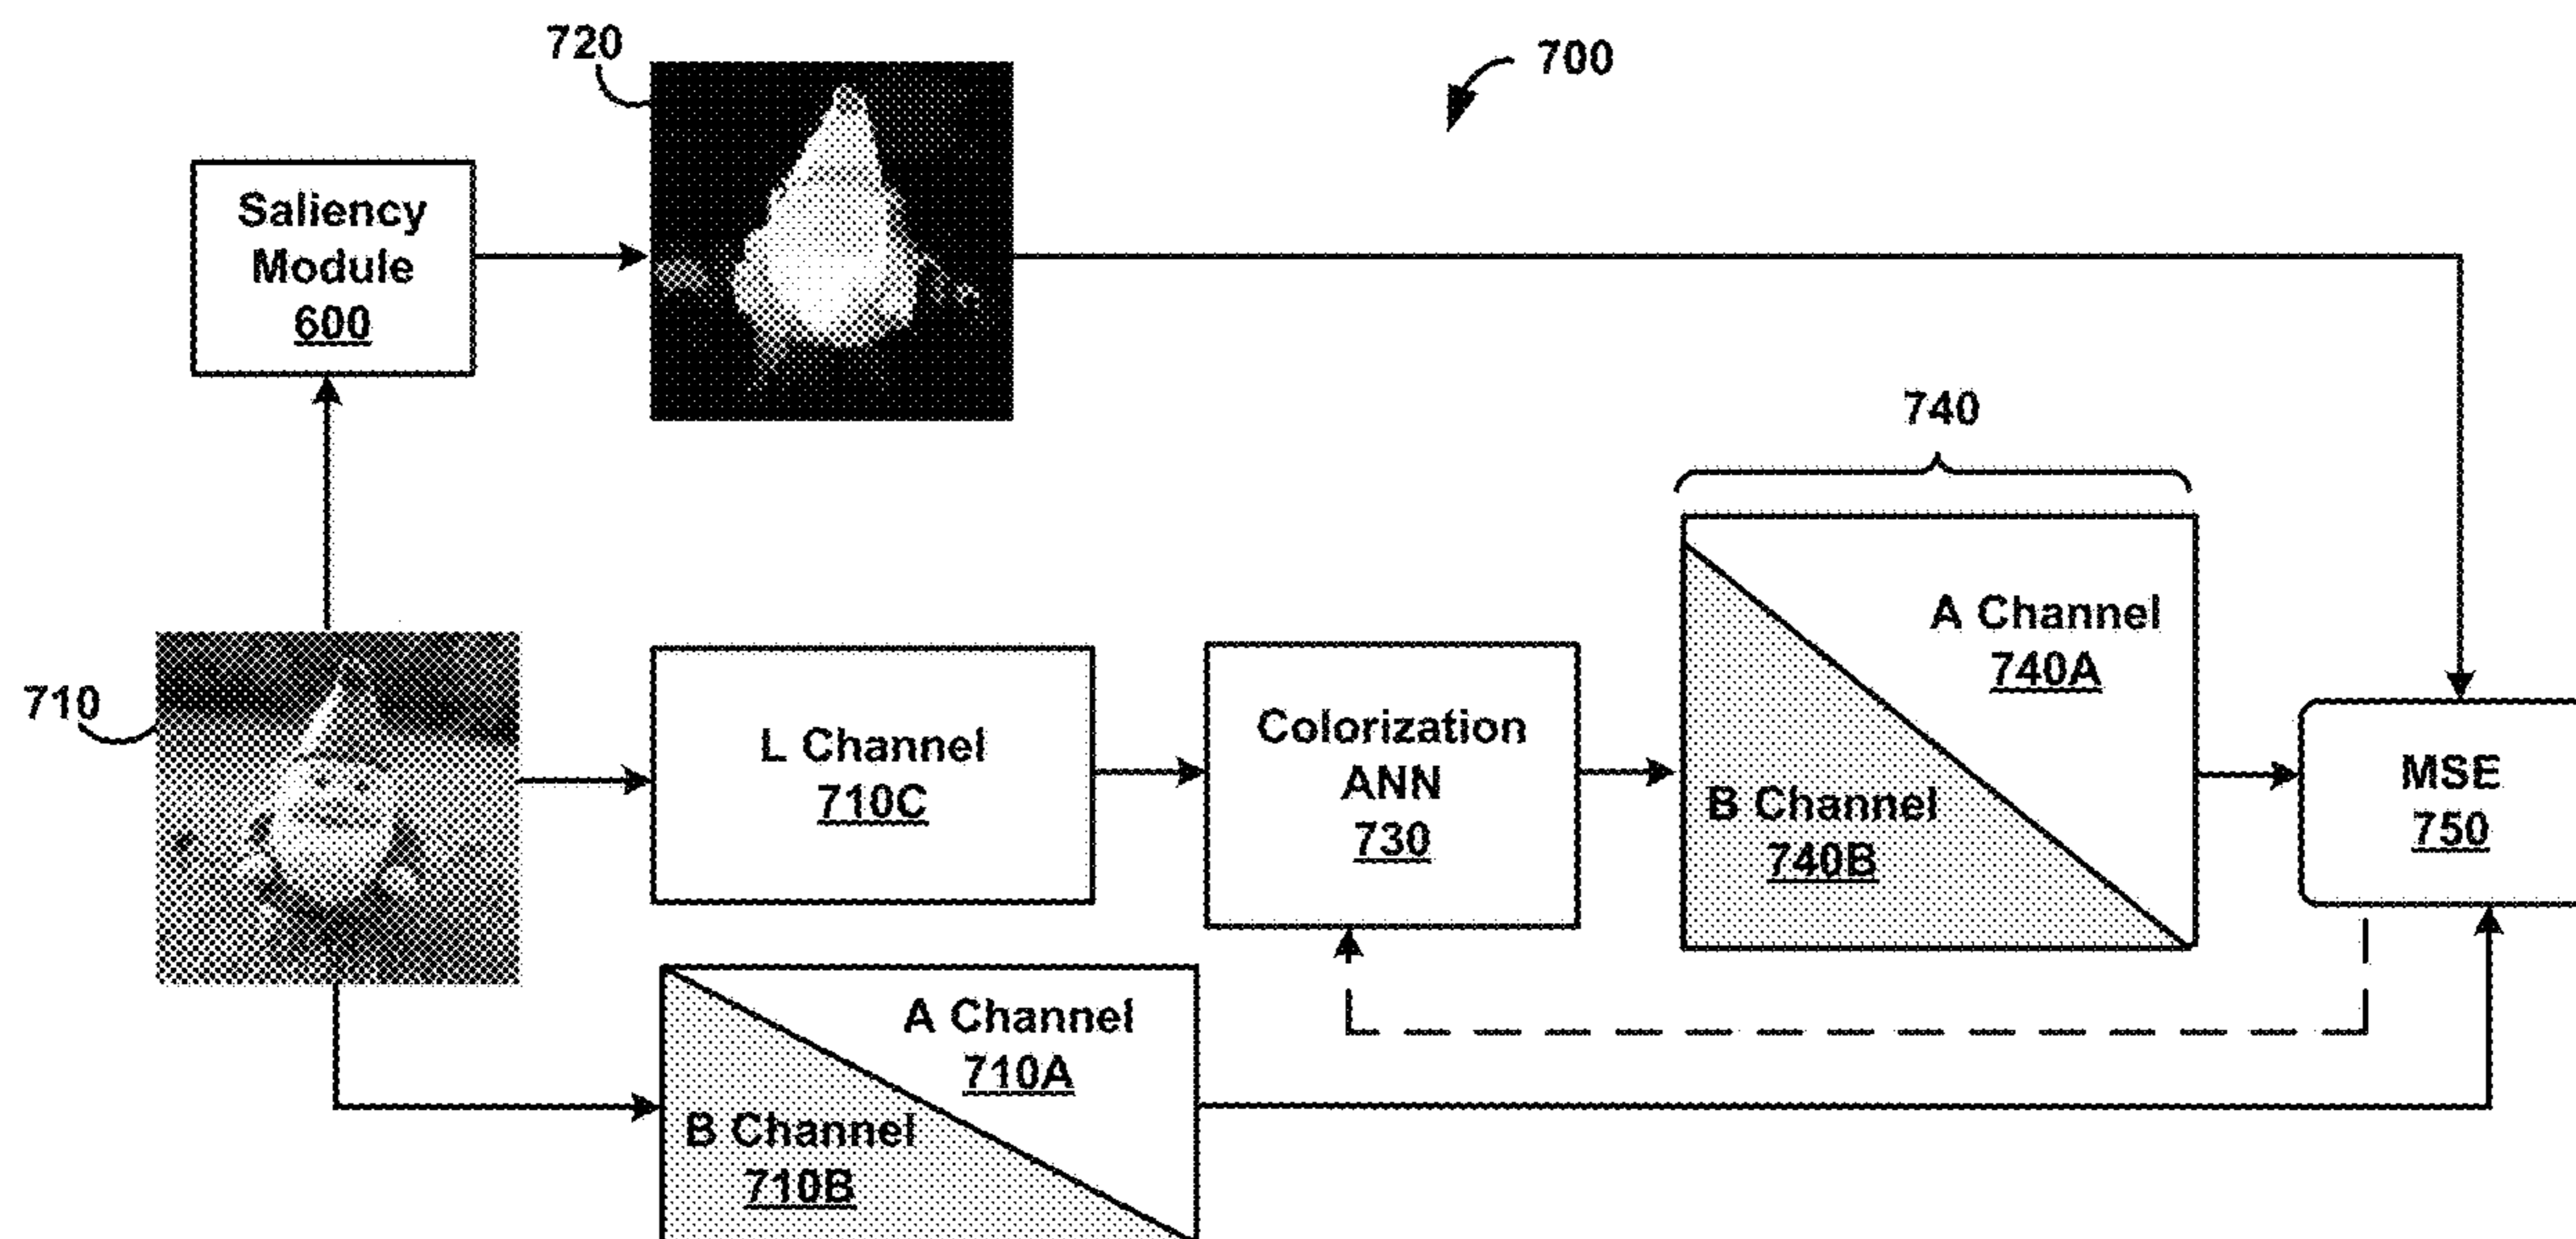 720
700
Saliency
Module
600
740
710
L Channel
710C
Colorization
ANN
730
A Channel
740A
B Channel
740B
MSE
750
A Channel
710A
B Channel
710B